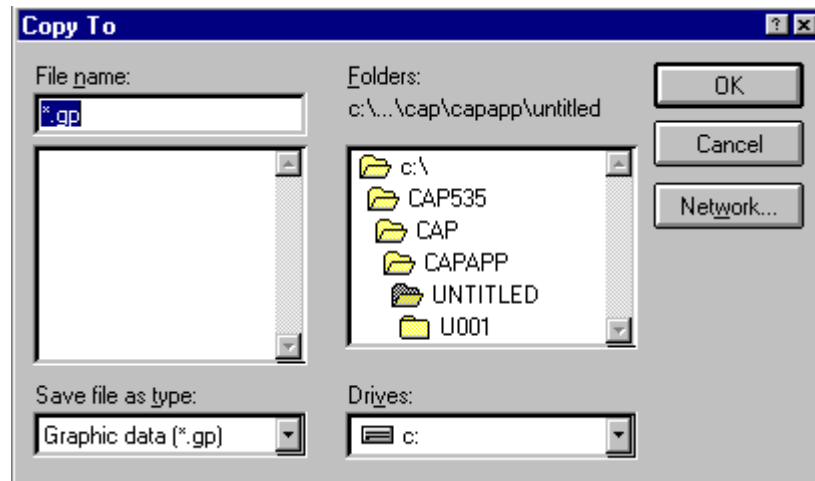 Copy To
File name:
*.gp
Folders:
c:\...\cap\capapp\untitled
c:\
CAP535
CAP
CAPAPP
UNTITLED
U001
OK
Cancel
Network...
Save file as type:
Graphic data (*.gp)
Drives:
c: